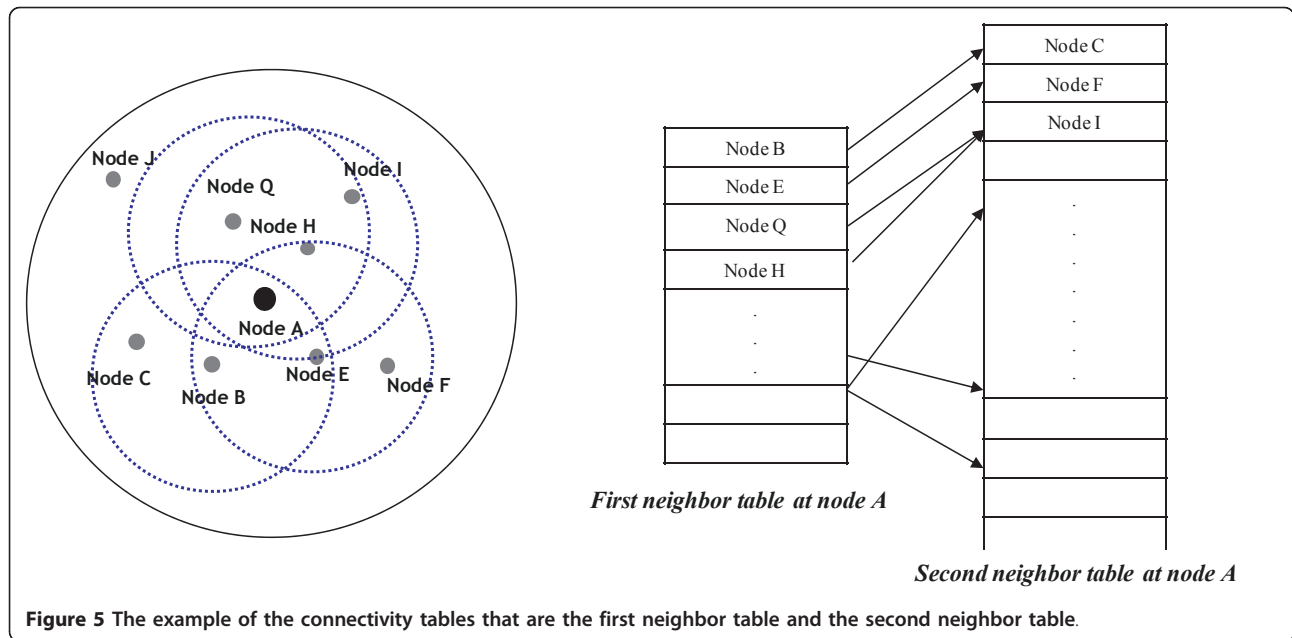 Node J
Node Q
Node I
Node H
Node A
Node C
Node B
Node E
Node F
Node B
Node E
Node Q
Node H
.
.
.
First neighbor table at node A
Node C
Node F
Node I
.
.
.
.
.
.
.
Second neighbor table at node A
Figure 5 The example of the connectivity tables that are the first neighbor table and the second neighbor table.